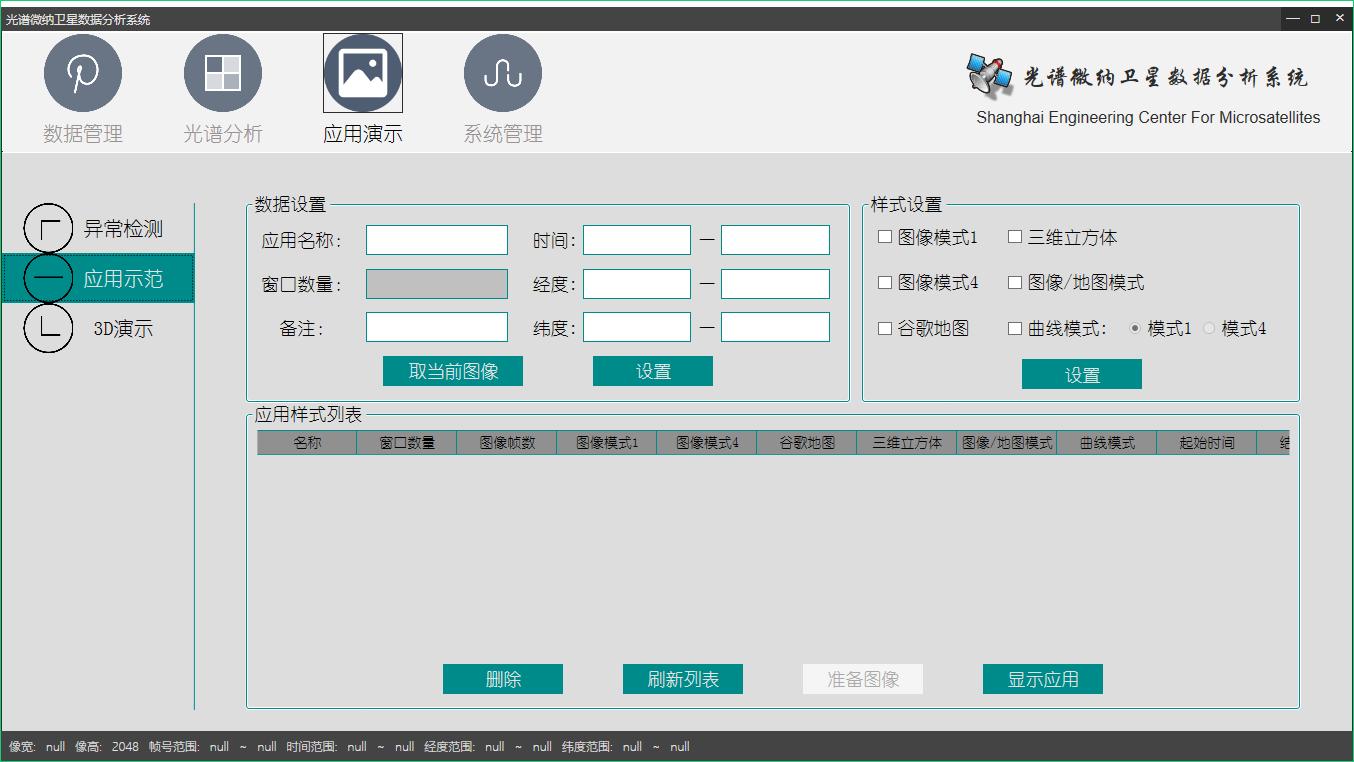 光谱微纳卫星数据分析系统
数据管理 光谱分析 应用演示 系统管理
光谱微纳卫星数据分析系统
Shanghai Engineering Center For Microsatellites
异常检测
应用示范
3D演示
数据设置
应用名称： 时间： —
窗口数量： 经度： —
备注： 纬度： —
取当前图像 设置
样式设置
图像模式1 三维立方体
图像模式4 图像/地图模式
谷歌地图 曲线模式： 模式1 模式4
设置
应用样式列表
名称 窗口数量 图像帧数 图像模式1 图像模式4 谷歌地图 三维立方体 图像/地图模式 曲线模式 起始时间
删除 刷新列表 准备图像 显示应用
像宽: null 像高: 2048 帧号范围: null ~ null 时间范围: null ~ null 经度范围: null ~ null 纬度范围: null ~ null